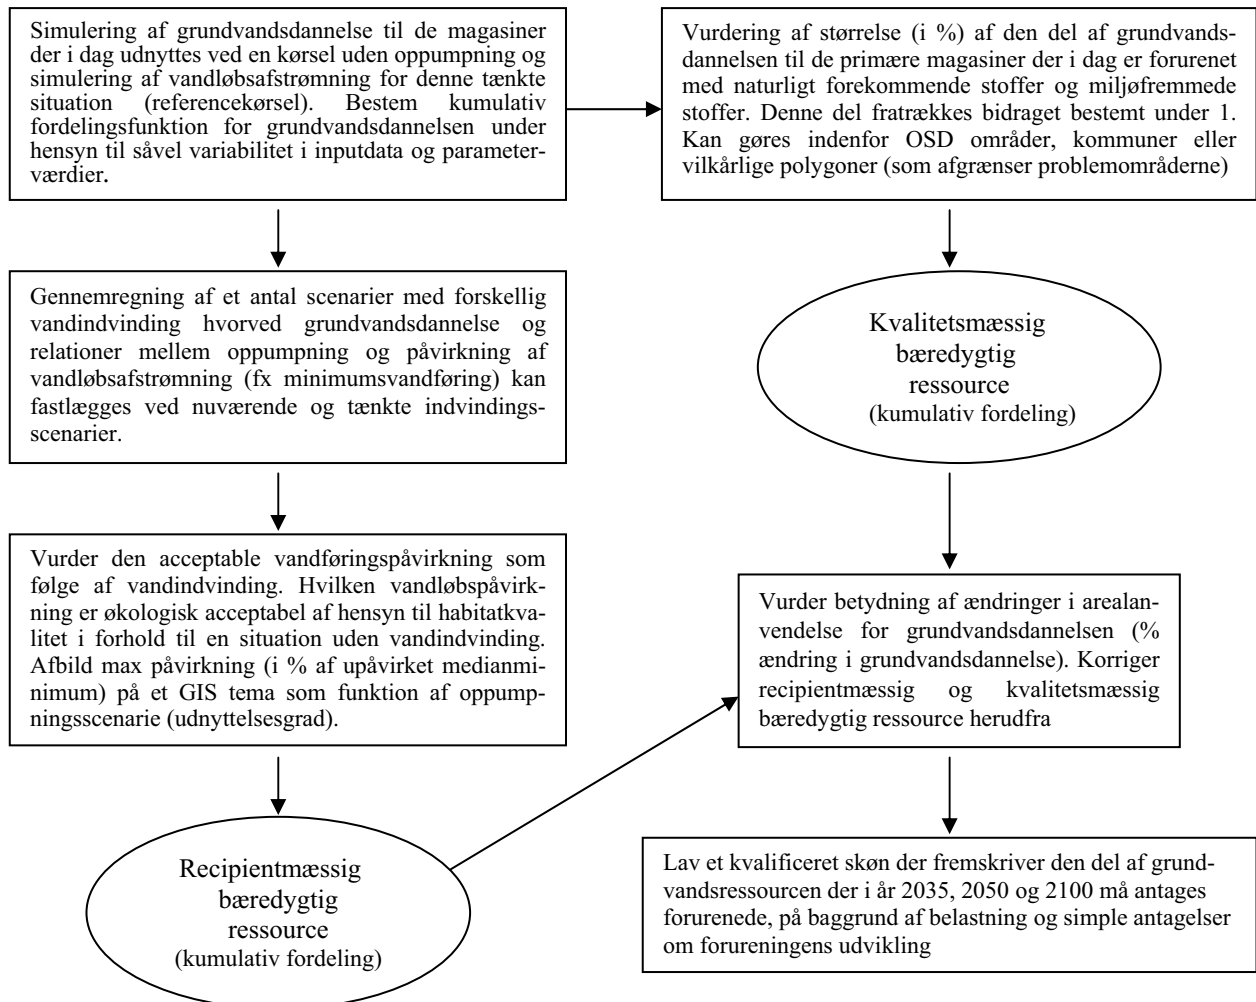 Simulering af grundvandsdannelse til de magasiner
der i dag udnyttes ved en kørsel uden oppumpning og
simulering af vandløbsafstrømning for denne tænkte
situation (referencekørsel). Bestem kumulativ
fordelingsfunktion for grundvandsdannelsen under
hensyn til såvel variabilitet i inputdata og parameter-
værdier.
Gennemregning af et antal scenarier med forskellig
vandindvinding hvorved grundvandsdannelse og
relationer mellem oppumpning og påvirkning af
vandløbsafstrømning (fx minimumsvandføring) kan
fastlægges ved nuværende og tænkte indvindings-
scenarier.
Vurder den acceptable vandføringspåvirkning som
følge af vandindvinding. Hvilken vandløbspåvirk-
ning er økologisk acceptabel af hensyn til habitatkva-
litet i forhold til en situation uden vandindvinding.
Afbild max påvirkning (i % af upåvirket medianmi-
nimum) på et GIS tema som funktion af oppump-
ningsscenarie (udnyttelsesgrad).
Recipientmæssig
bæredygtig
ressource
(kumulativ fordeling)
Vurdering af størrelse (i %) af den del af grundvands-
dannelsen til de primære magasiner der i dag er forurenet
med naturligt forekommende stoffer og miljøfremmede
stoffer. Denne del fratrækkes bidraget bestemt under 1.
Kan gøres indenfor OSD områder, kommuner eller
vilkårlige polygoner (som afgrænser problemområderne)
Kvalitetsmæssig
bæredygtig
ressource
(kumulativ fordeling)
Vurder betydning af ændringer i arealan-
vendelse for grundvandsdannelsen (%
ændring i grundvandsdannelse). Korriger
recipientmæssig og kvalitetsmæssig
bæredygtig ressource herudfra
Lav et kvalificeret skøn der fremskriver den del af grund-
vandsressourcen der i år 2035, 2050 og 2100 må antages
forurenede, på baggrund af belastning og simple antagelser
om forureningens udvikling